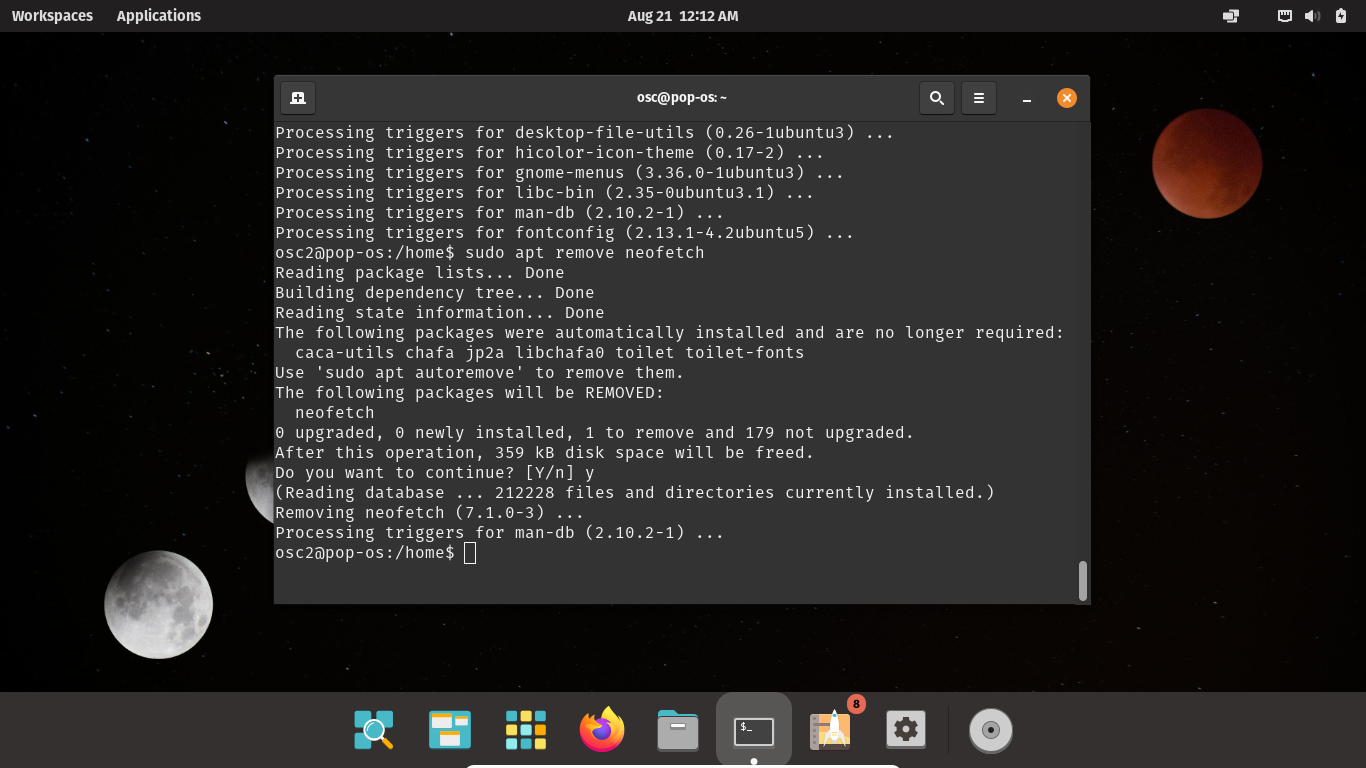 Workspaces Applications Aug 21 12:12 AM
osc@pop-os: ~
Processing triggers for desktop-file-utils (0.26-1ubuntu3) ...
Processing triggers for hicolor-icon-theme (0.17-2) ...
Processing triggers for gnome-menus (3.36.0-1ubuntu3) ...
Processing triggers for libc-bin (2.35-0ubuntu3.1) ...
Processing triggers for man-db (2.10.2-1) ...
Processing triggers for fontconfig (2.13.1-4.2ubuntu5) ...
osc2@pop-os:/home$ sudo apt remove neofetch
Reading package lists... Done
Building dependency tree... Done
Reading state information... Done
The following packages were automatically installed and are no longer required:
  caca-utils chafa jp2a libchafa0 toilet toilet-fonts
Use 'sudo apt autoremove' to remove them.
The following packages will be REMOVED:
  neofetch
0 upgraded, 0 newly installed, 1 to remove and 179 not upgraded.
After this operation, 359 kB disk space will be freed.
Do you want to continue? [Y/n] y
(Reading database ... 212228 files and directories currently installed.)
Removing neofetch (7.1.0-3) ...
Processing triggers for man-db (2.10.2-1) ...
osc2@pop-os:/home$
8
$_